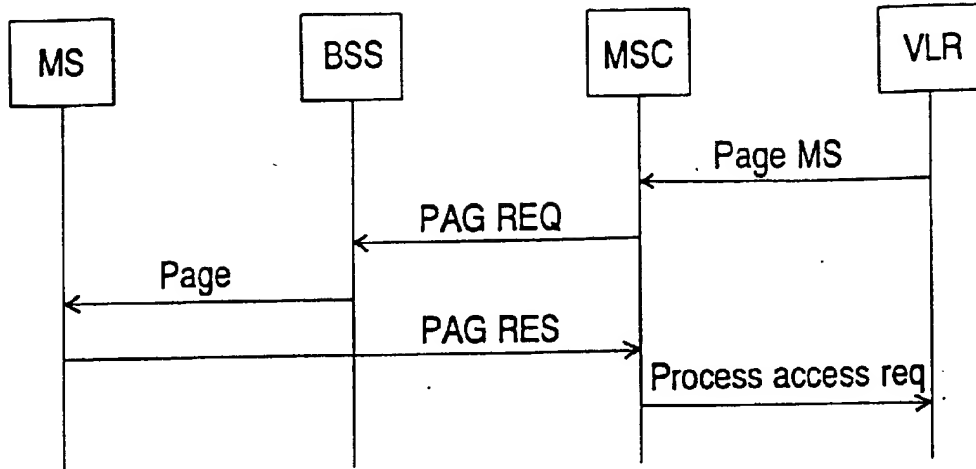 MS
BSS
MSC
VLR
Page MS
PAG REQ
Page
PAG RES
Process access req